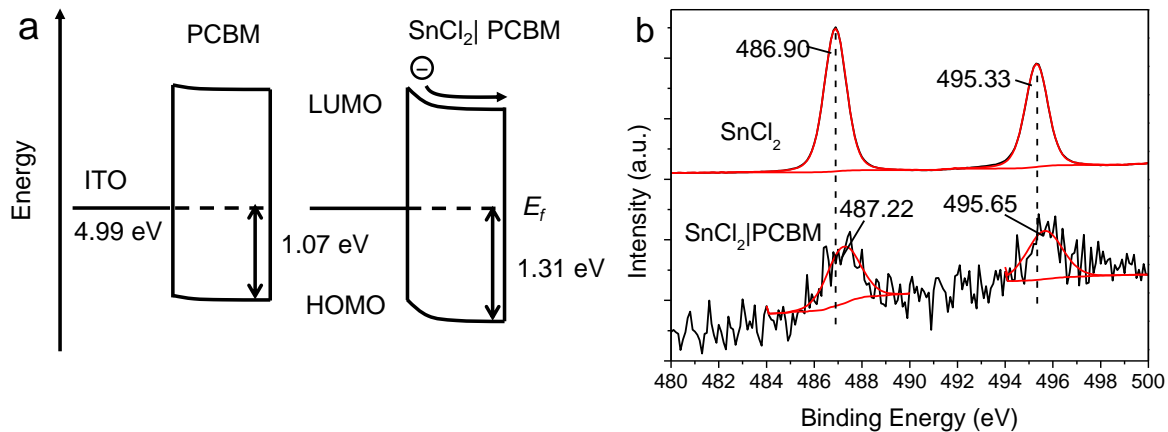 a
PCBM
SnCl₂| PCBM
−
LUMO
ITO
4.99 eV
E_f
1.07 eV
1.31 eV
HOMO
Energy
b
486.90
495.33
SnCl₂
487.22
495.65
SnCl₂|PCBM
Intensity (a.u.)
480 482 484 486 488 490 492 494 496 498 500
Binding Energy (eV)